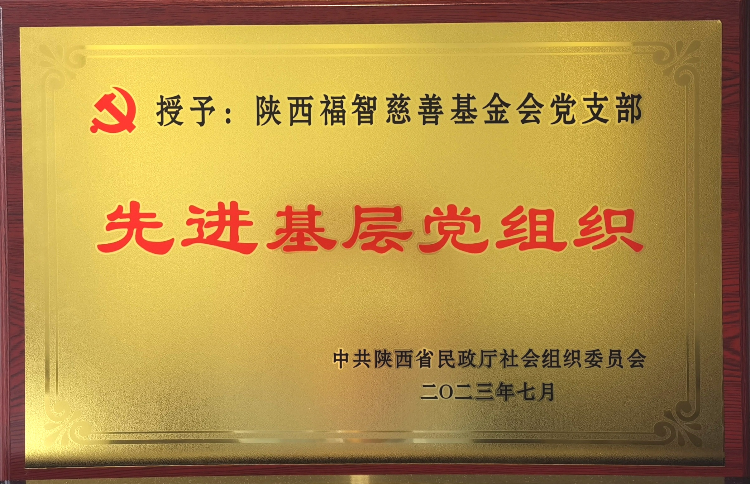 授予：陕西福智慈善基金会党支部
先进基层党组织
中共陕西省民政厅社会组织委员会
二〇二三年七月